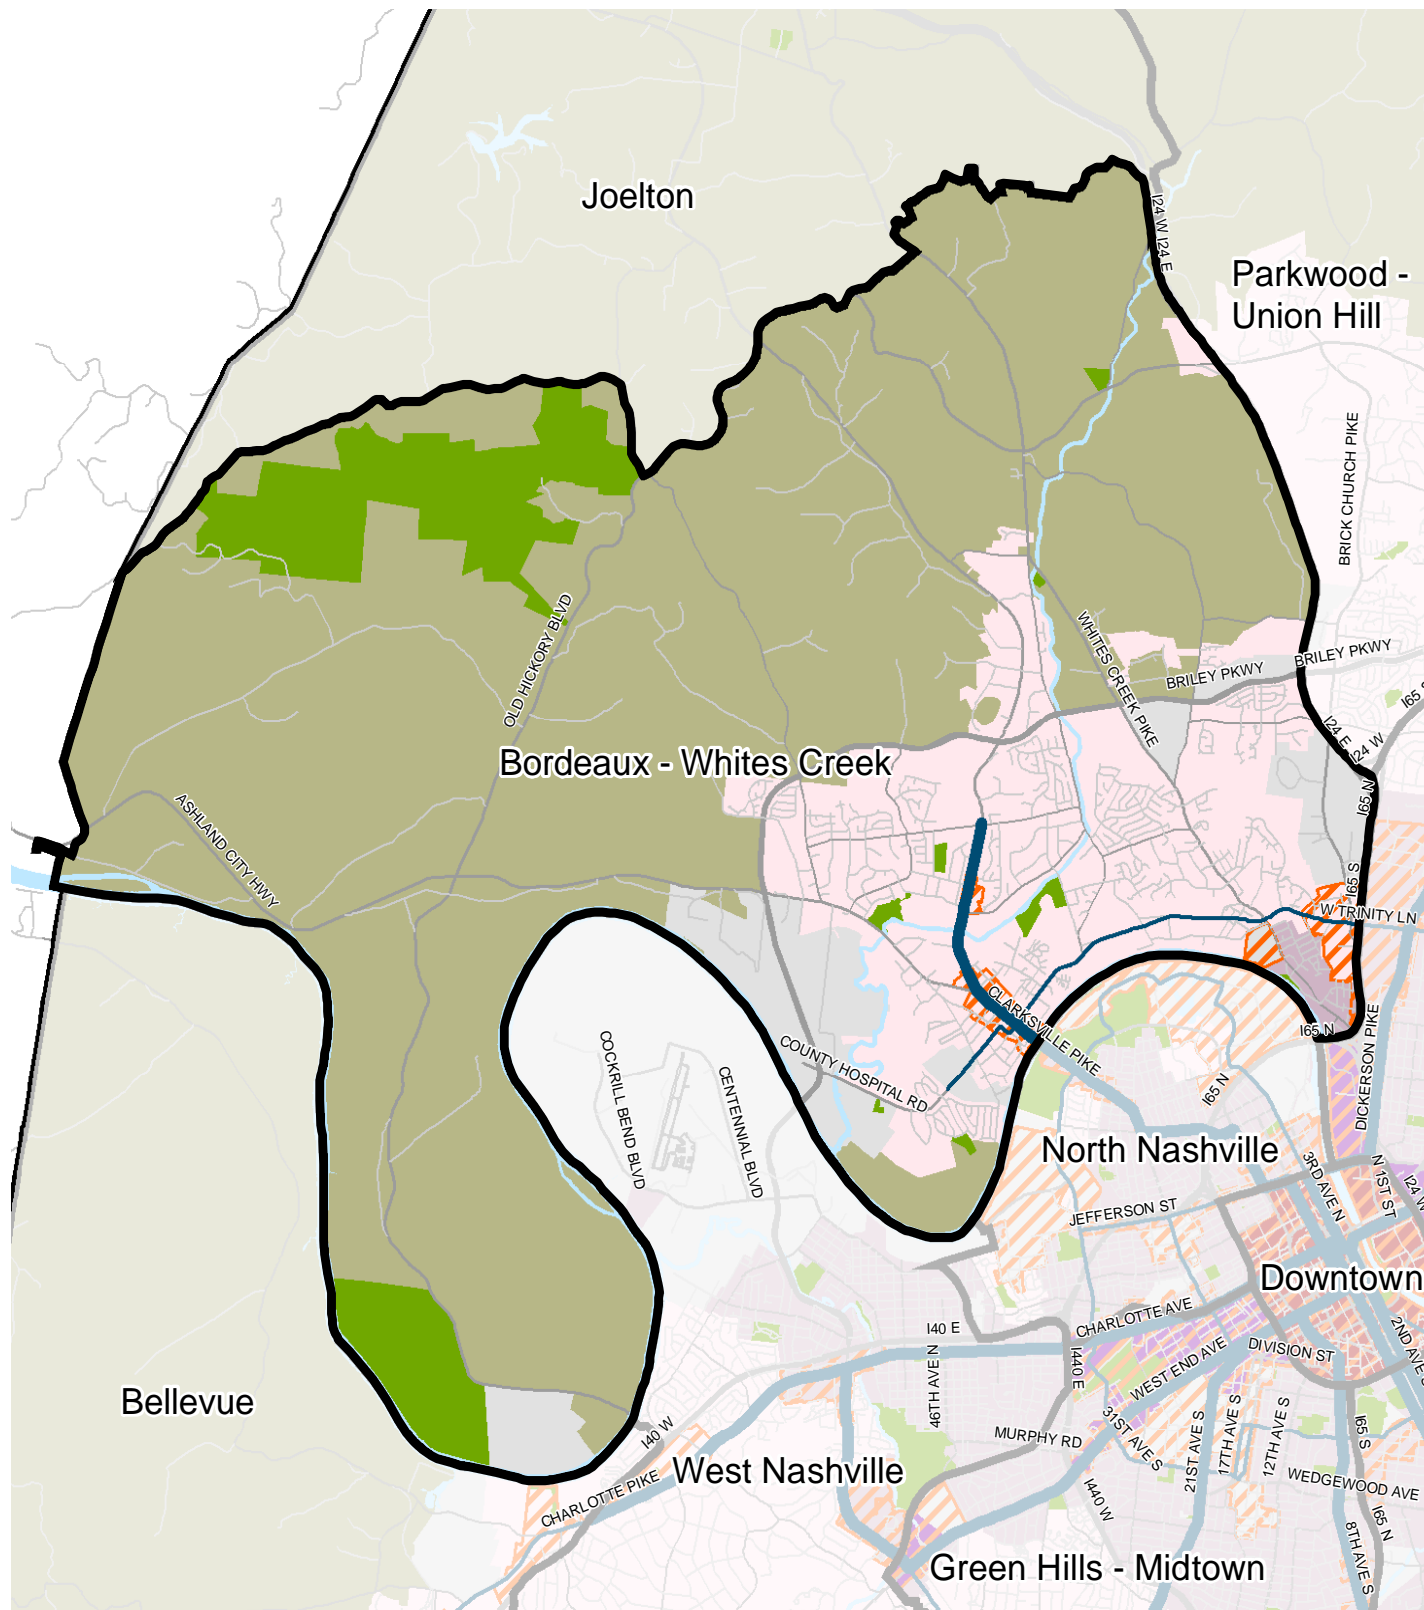 Joelton
I24 W I24 E
Parkwood -
Union Hill
BRICK CHURCH PIKE
OLD HICKORY BLVD
WHITES CREEK PIKE
BRILEY PKWY
BRILEY PKWY
I65 S
I24 E
I24 W
Bordeaux - Whites Creek
I65 N
ASHLAND CITY HWY
I65 S
W TRINITY LN
CLARKSVILLE PIKE
I65 N
DICKERSON PIKE
COCKRILL BEND BLVD
CENTENNIAL BLVD
COUNTY HOSPITAL RD
I65 N
North Nashville
3RD AVE N
N 1ST ST
I24 W
JEFFERSON ST
Downtown
CHARLOTTE AVE
I40 E
46TH AVE N
I440 E
WEST END AVE
DIVISION ST
2ND AVE S
Bellevue
I40 W
MURPHY RD
31ST AVE S
21ST AVE S
17TH AVE S
12TH AVE S
I65 S
West Nashville
WEDGEWOOD AVE
CHARLOTTE PIKE
I440 W
I65 N
8TH AVE S
Green Hills - Midtown